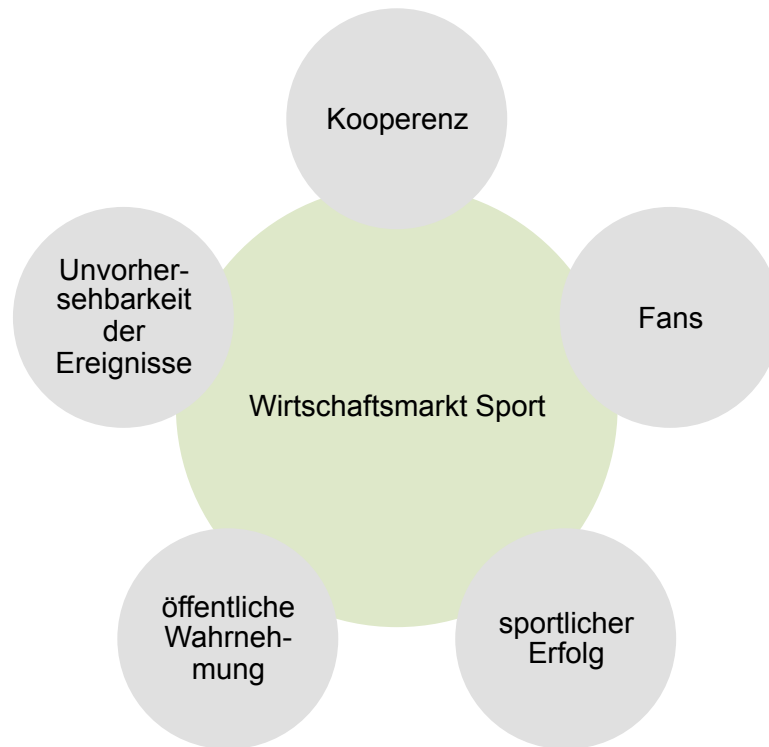 Kooperenz
Unvorher-
sehbarkeit
der
Ereignisse
Fans
Wirtschaftsmarkt Sport
öffentliche
Wahrneh-
mung
sportlicher
Erfolg